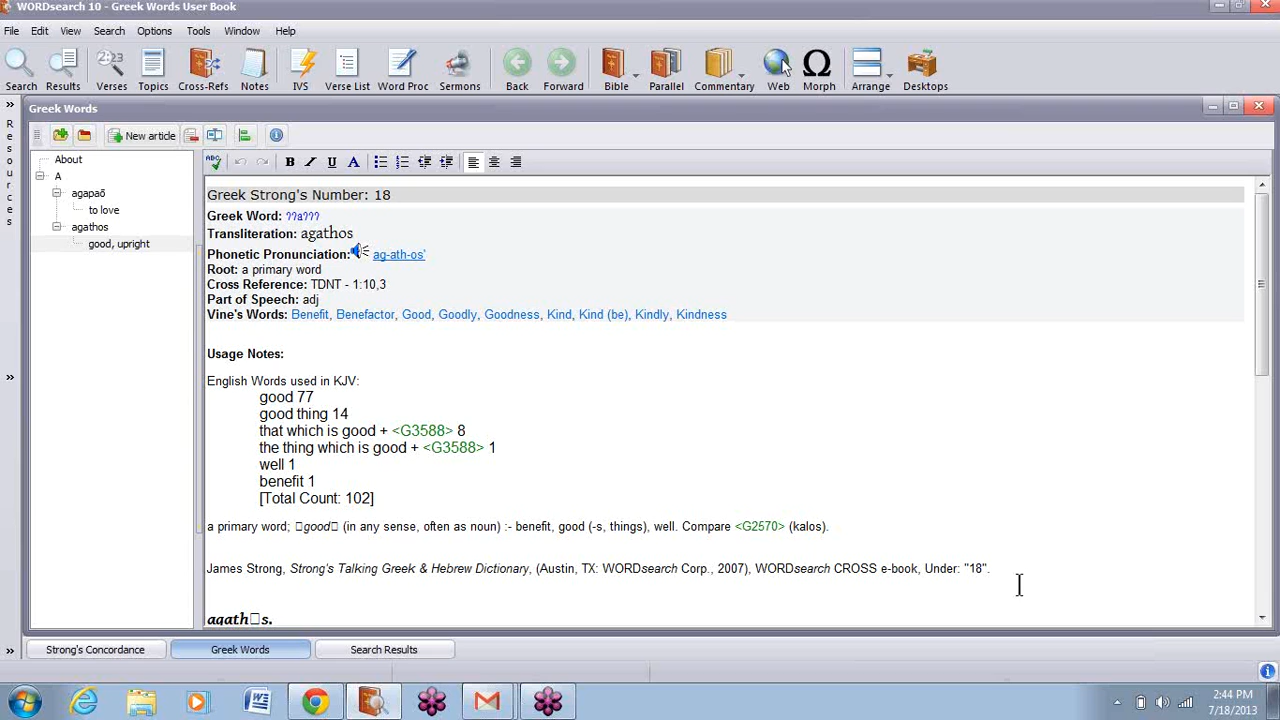 WORDsearch 10 - Greek Words User Book
File Edit View Search Options Tools Window Help
Search Results Verses Topics Cross-Refs Notes IVS Verse List Word Proc Sermons Back Forward Bible Parallel Commentary Web Morph Arrange Desktops
Resources
Greek Words
New article
About
A
agapaō
to love
agathos
good, upright
Greek Strong's Number: 18
Greek Word: ??a???
Transliteration: agathos
Phonetic Pronunciation: ag-ath-os'
Root: a primary word
Cross Reference: TDNT - 1:10,3
Part of Speech: adj
Vine's Words: Benefit, Benefactor, Good, Goodly, Goodness, Kind, Kind (be), Kindly, Kindness
Usage Notes:
English Words used in KJV:
good 77
good thing 14
that which is good + <G3588> 8
the thing which is good + <G3588> 1
well 1
benefit 1
[Total Count: 102]
a primary word; □good□ (in any sense, often as noun) :- benefit, good (-s, things), well. Compare <G2570> (kalos).
James Strong, Strong's Talking Greek & Hebrew Dictionary, (Austin, TX: WORDsearch Corp., 2007), WORDsearch CROSS e-book, Under: "18".
agath□s.
Strong's Concordance Greek Words Search Results
2:44 PM
7/18/2013